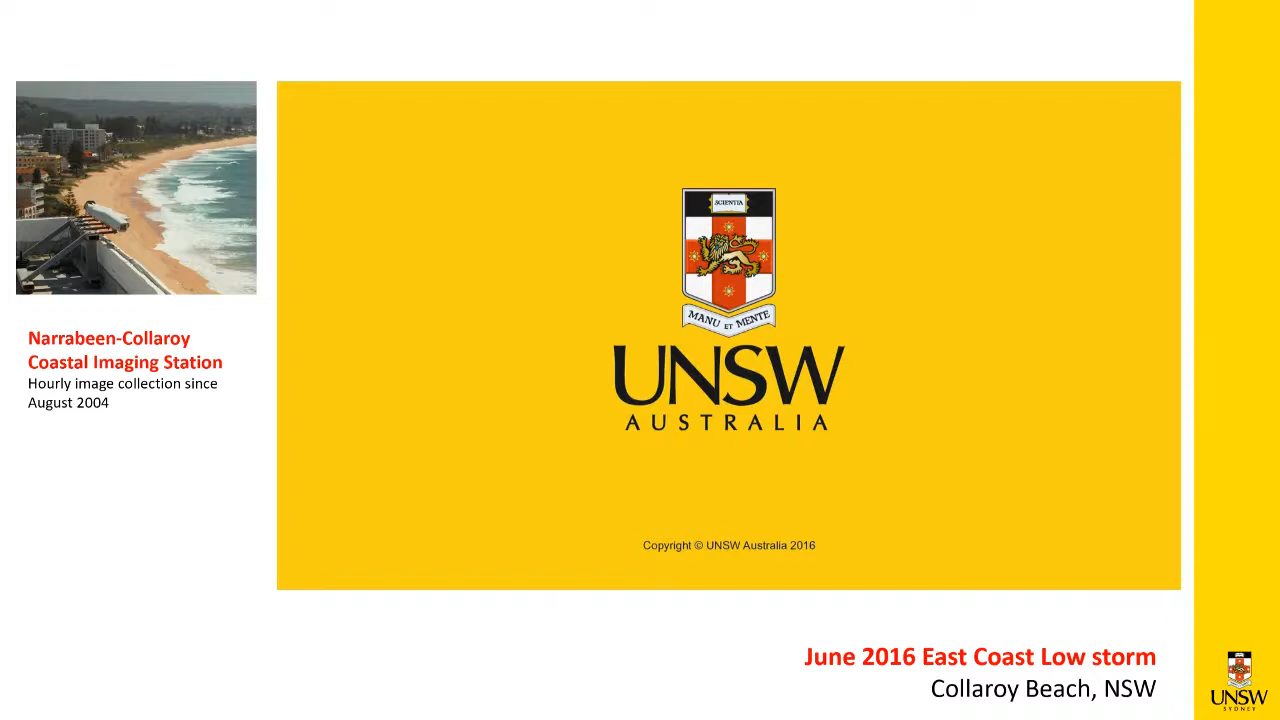 Narrabeen-Collaroy
Coastal Imaging Station
Hourly image collection since
August 2004
SCIENTIA
MANU ET MENTE
UNSW
AUSTRALIA
Copyright © UNSW Australia 2016
June 2016 East Coast Low storm
Collaroy Beach, NSW
UNSW
SYDNEY